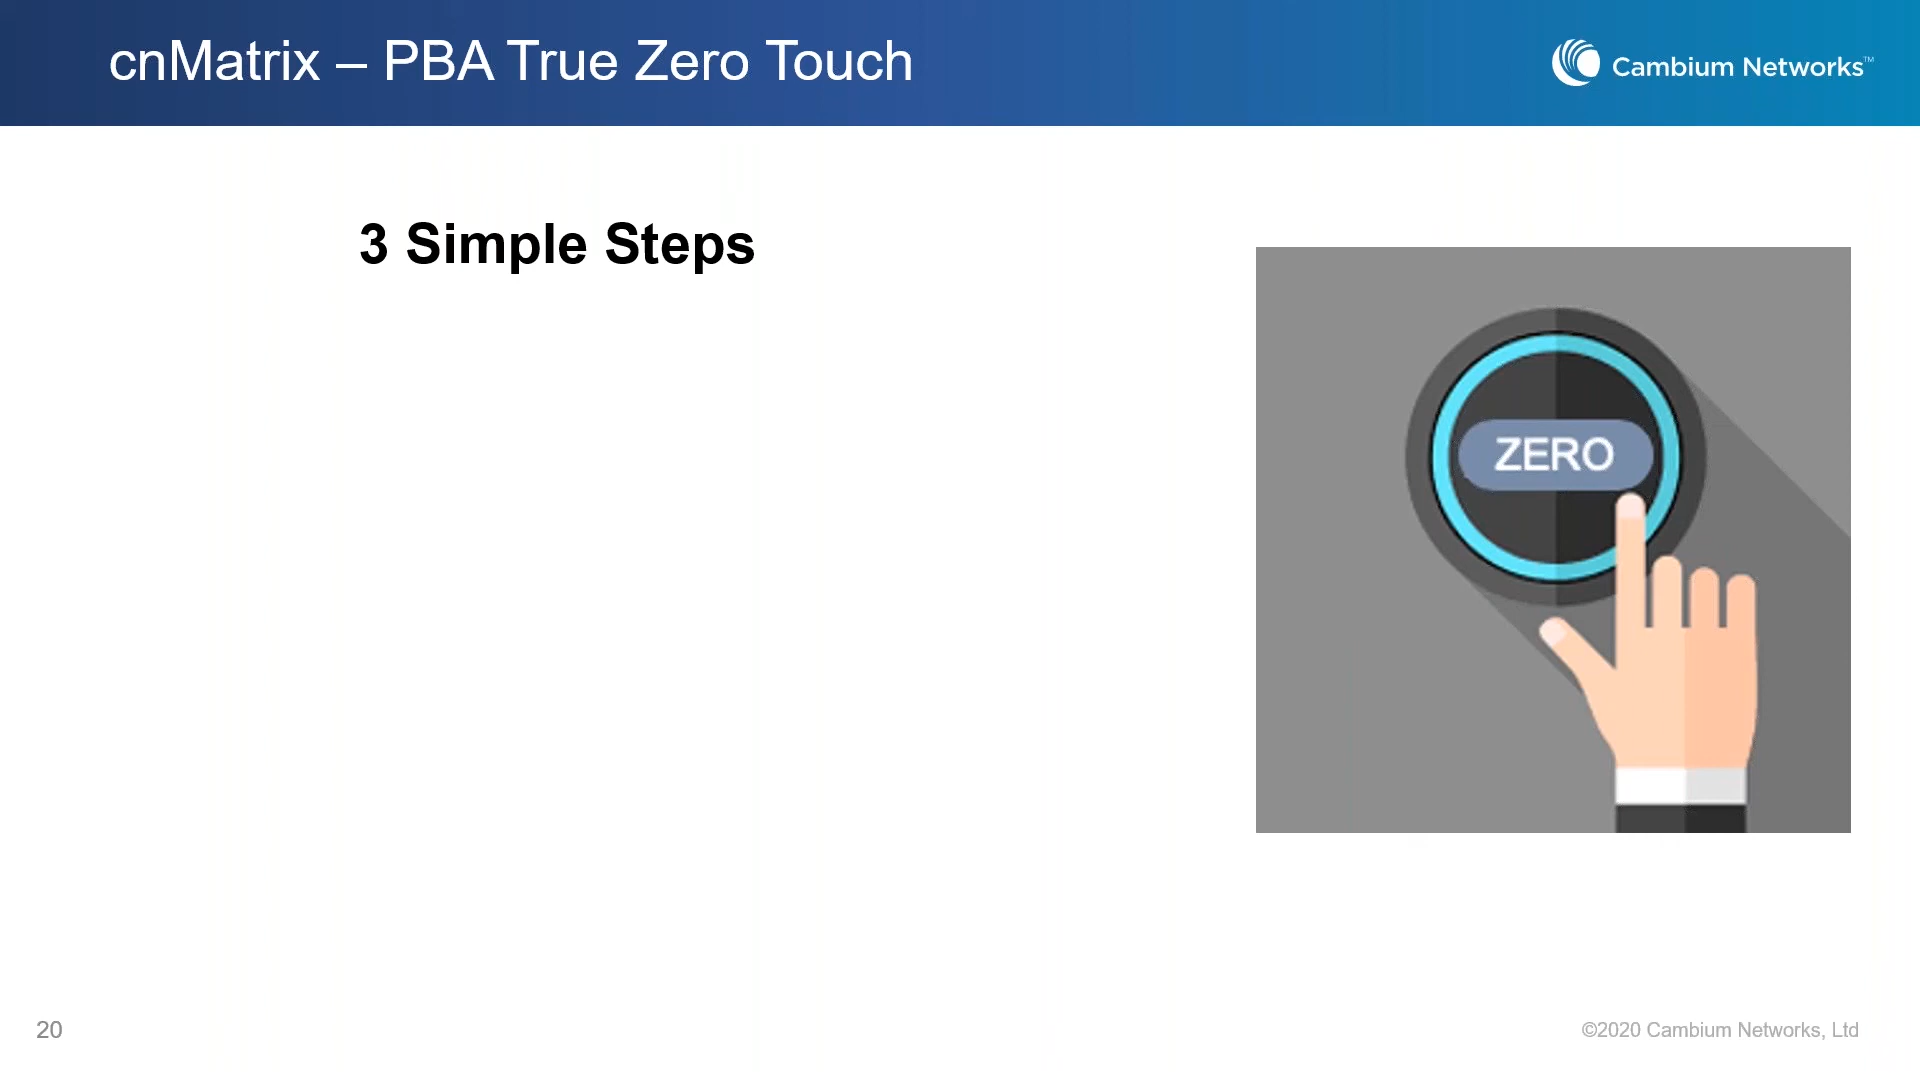 cnMatrix – PBA True Zero Touch
Cambium Networks™
3 Simple Steps
ZERO
20
©2020 Cambium Networks, Ltd